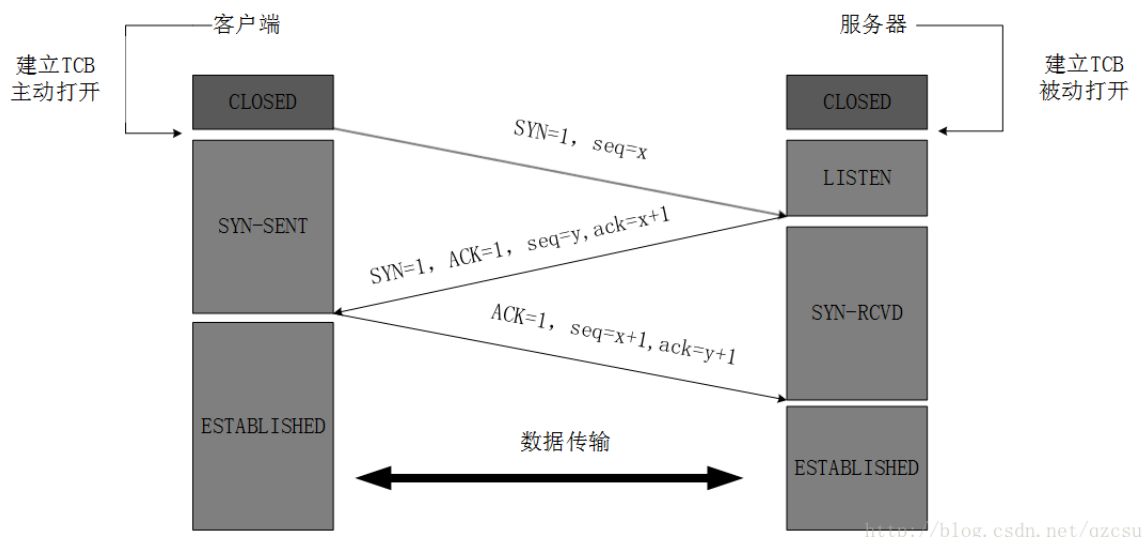 客户端
服务器
建立TCB
主动打开
建立TCB
被动打开
CLOSED
CLOSED
SYN=1, seq=x
LISTEN
SYN-SENT
SYN=1, ACK=1, seq=y,ack=x+1
SYN-RCVD
ACK=1, seq=x+1,ack=y+1
ESTABLISHED
数据传输
ESTABLISHED
http://blog.csdn.net/qzcsu